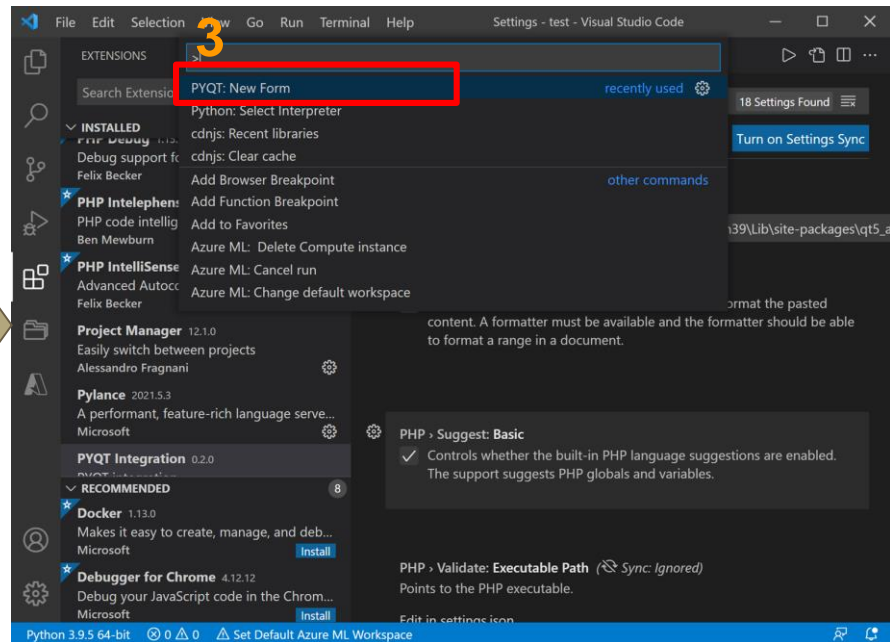 File Edit Selection View Go Run Terminal Help Settings - test - Visual Studio Code
3
EXTENSIONS
>
Search Extensio
PYQT: New Form recently used
Python: Select Interpreter
cdnjs: Recent libraries
cdnjs: Clear cache
Add Browser Breakpoint other commands
Add Function Breakpoint
Add to Favorites
Azure ML: Delete Compute instance
Azure ML: Cancel run
Azure ML: Change default workspace
18 Settings Found
Turn on Settings Sync
INSTALLED
PHP Debug
Debug support fo
Felix Becker
PHP Intelephens
PHP code intellig
Ben Mewburn
PHP IntelliSense
Advanced Autoco
Felix Becker
Project Manager 12.1.0
Easily switch between projects
Alessandro Fragnani
Pylance 2021.5.3
A performant, feature-rich language serve...
Microsoft
PYQT Integration 0.2.0
PYQT integration
RECOMMENDED 8
Docker 1.13.0
Makes it easy to create, manage, and deb...
Microsoft Install
Debugger for Chrome 4.12.12
Debug your JavaScript code in the Chrom...
Microsoft Install
n39\Lib\site-packages\qt5_a
ormat the pasted
content. A formatter must be available and the formatter should be able
to format a range in a document.
PHP › Suggest: Basic
Controls whether the built-in PHP language suggestions are enabled.
The support suggests PHP globals and variables.
PHP › Validate: Executable Path (Sync: Ignored)
Points to the PHP executable.
Edit in settings.json
Python 3.9.5 64-bit 0 0 Set Default Azure ML Workspace